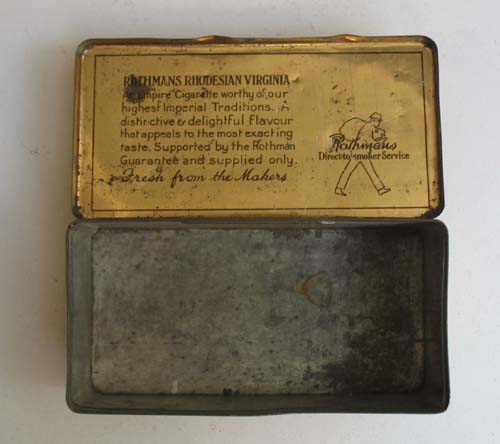 ROTHMANS RHODESIAN VIRGINIA
An Empire Cigarette worthy of our
highest Imperial Traditions. A
distinctive & delightful flavour
that appeals to the most exacting
taste. Supported by the Rothman
Guarantee and supplied only.
Fresh from the Makers
Rothmans
Direct-to-smoker Service